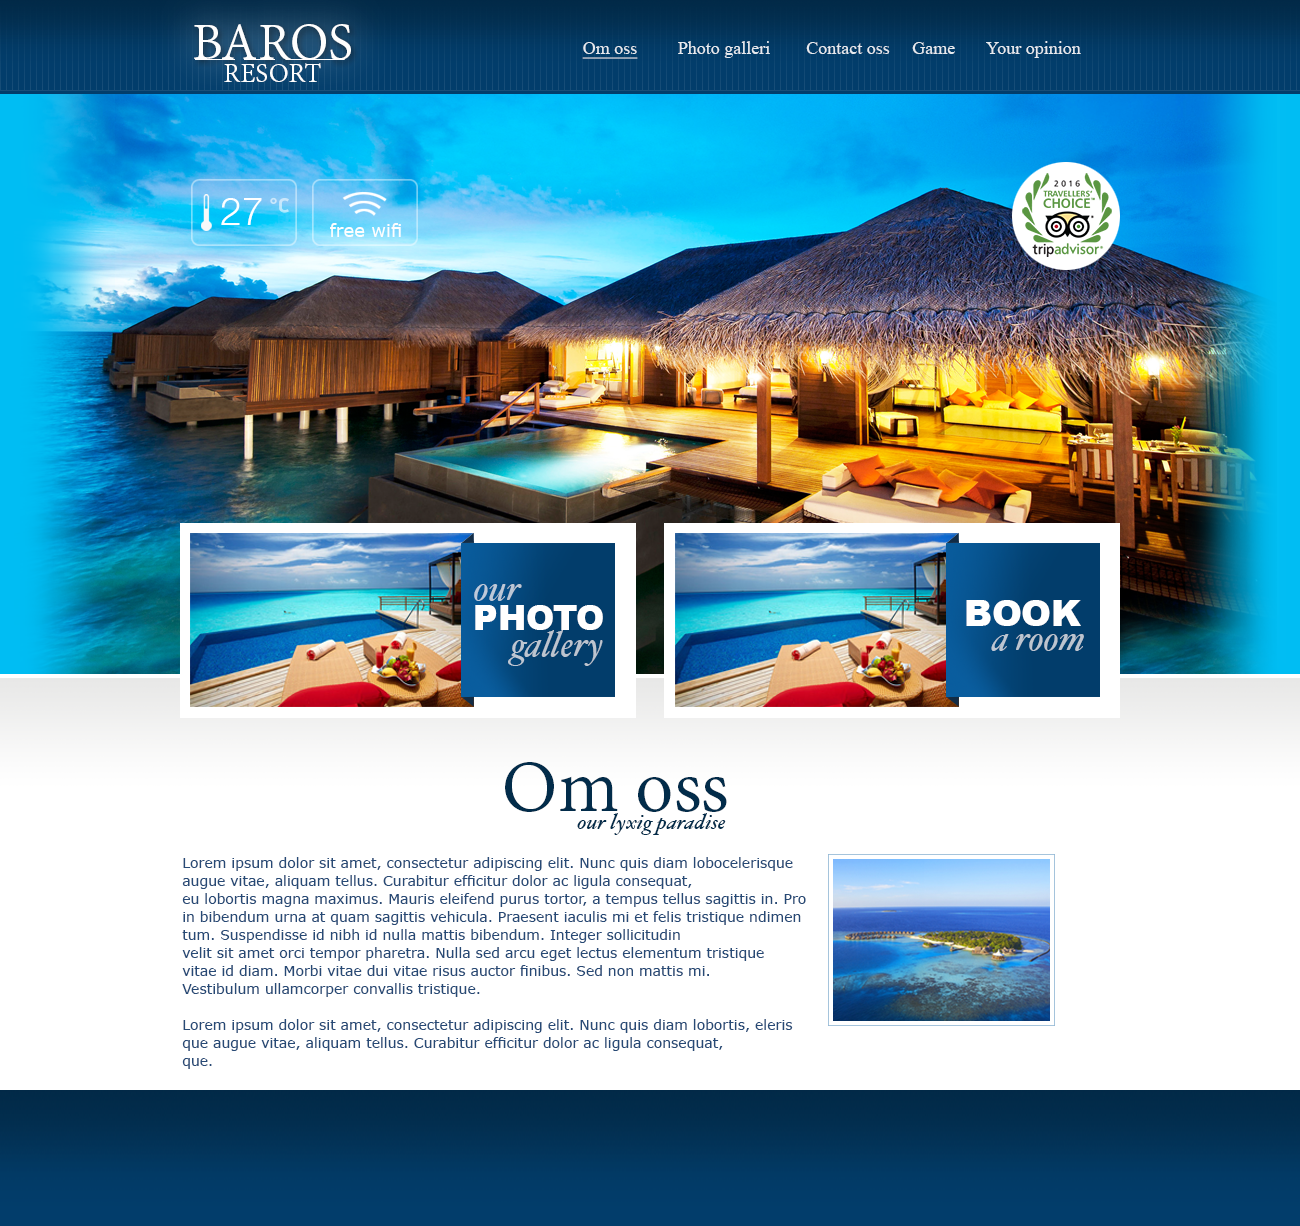 BAROS
RESORT
Om oss Photo galleri Contact oss Game Your opinion
27 °C
free wifi
2016
TRAVELLERS'
CHOICE™
tripadvisor®
our
PHOTO
gallery
BOOK
a room
Om oss
our lyxig paradise
Lorem ipsum dolor sit amet, consectetur adipiscing elit. Nunc quis diam lobocelerisque
augue vitae, aliquam tellus. Curabitur efficitur dolor ac ligula consequat,
eu lobortis magna maximus. Mauris eleifend purus tortor, a tempus tellus sagittis in. Pro
in bibendum urna at quam sagittis vehicula. Praesent iaculis mi et felis tristique ndimen
tum. Suspendisse id nibh id nulla mattis bibendum. Integer sollicitudin
velit sit amet orci tempor pharetra. Nulla sed arcu eget lectus elementum tristique
vitae id diam. Morbi vitae dui vitae risus auctor finibus. Sed non mattis mi.
Vestibulum ullamcorper convallis tristique.
Lorem ipsum dolor sit amet, consectetur adipiscing elit. Nunc quis diam lobortis, eleris
que augue vitae, aliquam tellus. Curabitur efficitur dolor ac ligula consequat,
que.